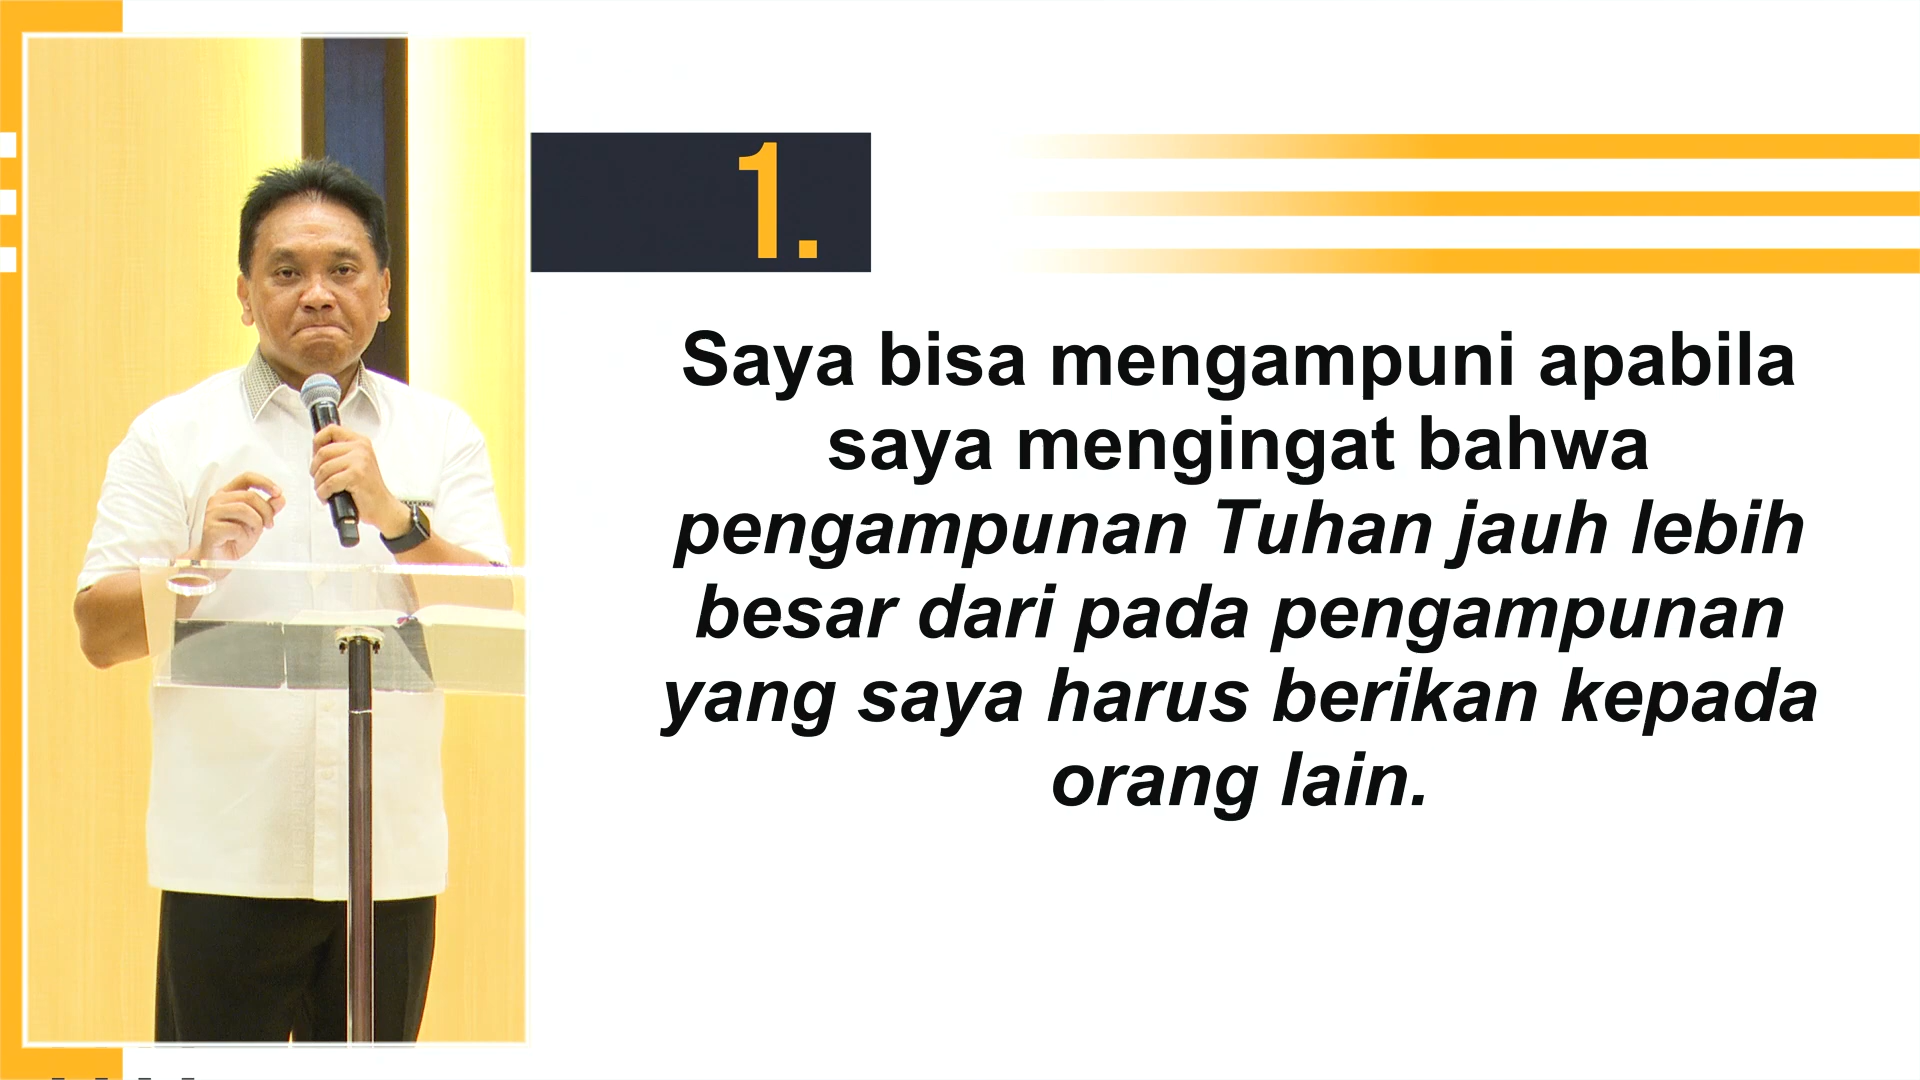 1.
Saya bisa mengampuni apabila
saya mengingat bahwa
pengampunan Tuhan jauh lebih
besar dari pada pengampunan
yang saya harus berikan kepada
orang lain.